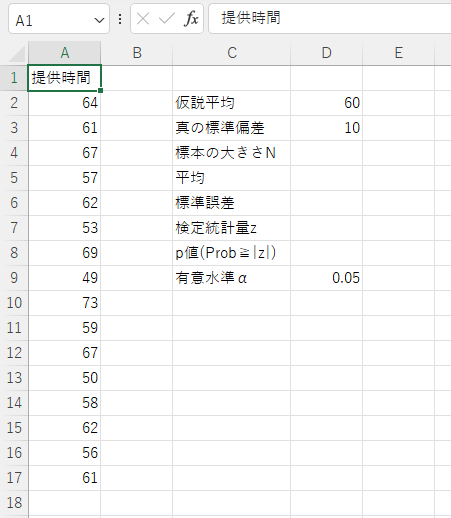 A1 fx 提供時間
A B C D E
1 提供時間
2 64 仮説平均 60
3 61 真の標準偏差 10
4 67 標本の大きさN
5 57 平均
6 62 標準誤差
7 53 検定統計量z
8 69 p値(Prob≧|z|)
9 49 有意水準α 0.05
10 73
11 59
12 67
13 50
14 58
15 62
16 56
17 61
18